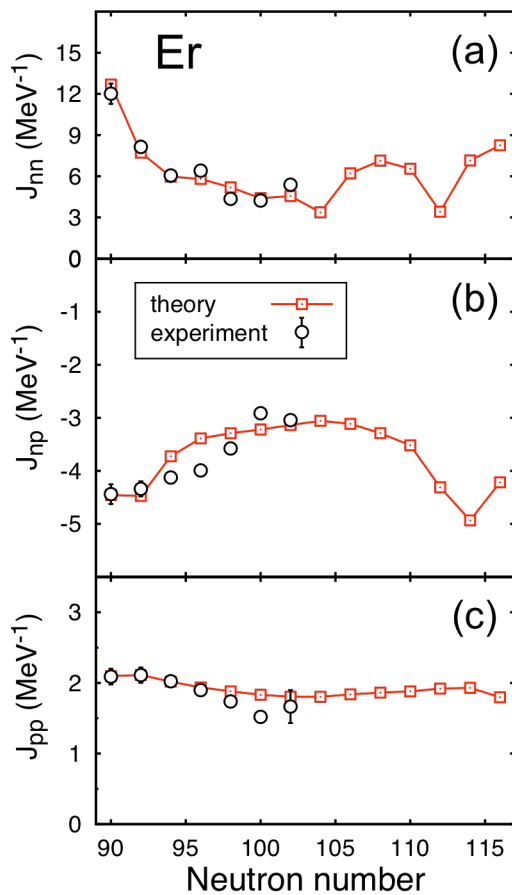 Er
(a)
J_nn (MeV^-1)
15
12
9
6
3
0
(b)
theory
experiment
J_np (MeV^-1)
0
-1
-2
-3
-4
-5
(c)
J_pp (MeV^-1)
3
2
1
0
90 95 100 105 110 115
Neutron number